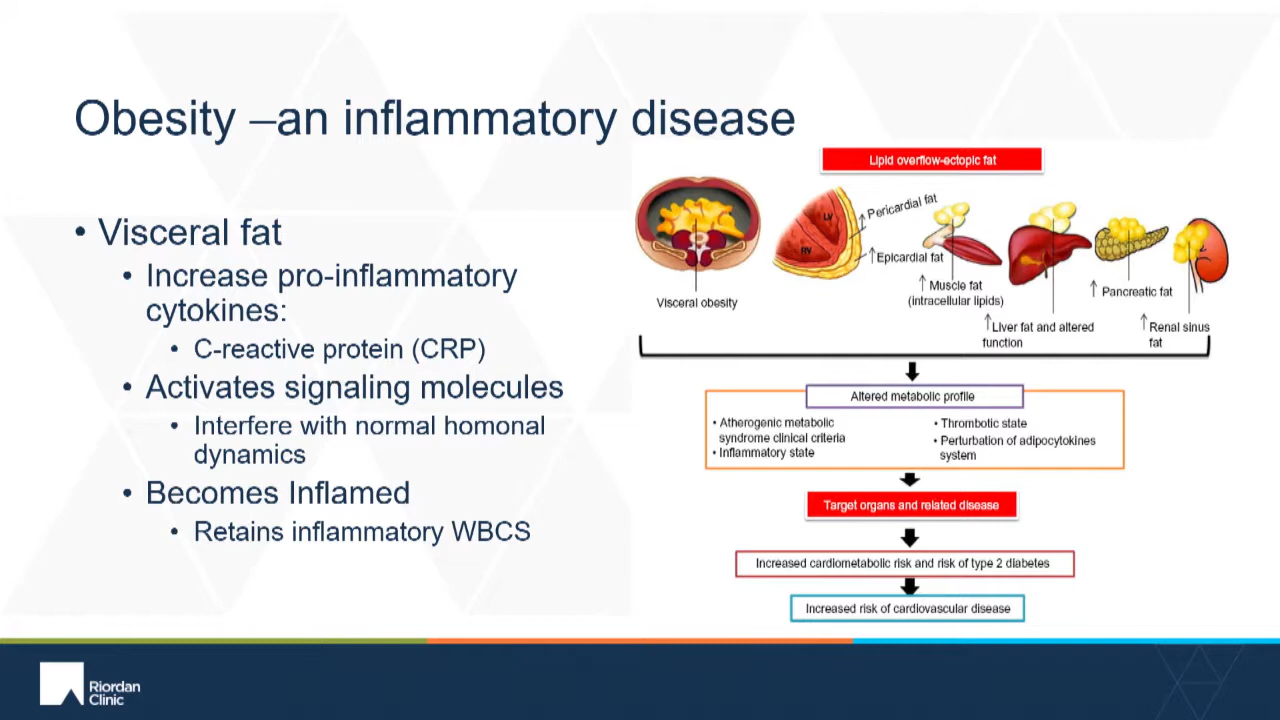 Obesity –an inflammatory disease
• Visceral fat
• Increase pro-inflammatory
cytokines:
• C-reactive protein (CRP)
• Activates signaling molecules
• Interfere with normal homonal
dynamics
• Becomes Inflamed
• Retains inflammatory WBCS
Lipid overflow-ectopic fat
LV
RV
↑ Pericardial fat
↑ Epicardial fat
Visceral obesity
↑ Muscle fat
(intracellular lipids)
↑ Liver fat and altered
function
↑ Pancreatic fat
↑ Renal sinus
fat
Altered metabolic profile
• Atherogenic metabolic
syndrome clinical criteria
• Inflammatory state
• Thrombotic state
• Perturbation of adipocytokines
system
Target organs and related disease
Increased cardiometabolic risk and risk of type 2 diabetes
Increased risk of cardiovascular disease
Riordan
Clinic